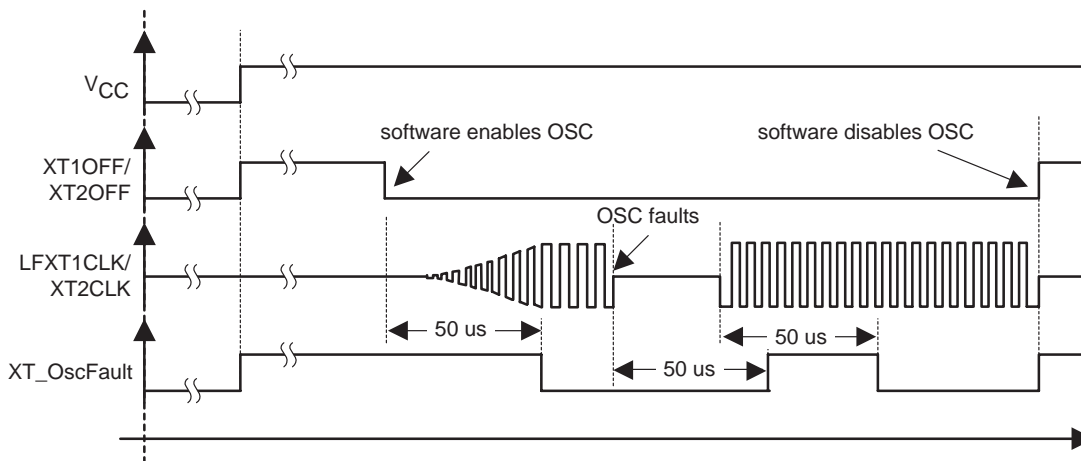 VCC
software enables OSC
software disables OSC
XT1OFF/
XT2OFF
OSC faults
LFXT1CLK/
XT2CLK
50 us
50 us
XT_OscFault
50 us